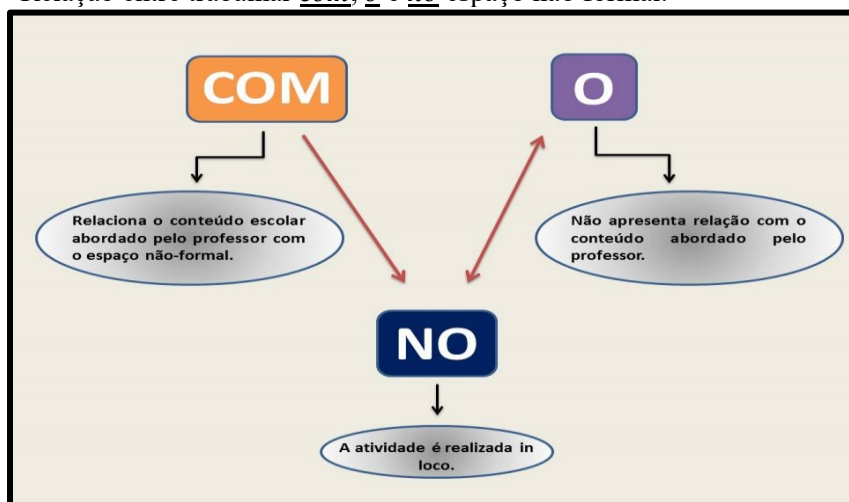 Relação entre trabalhar com, o e no espaço não-formal.
COM
O
Relaciona o conteúdo escolar
abordado pelo professor com
o espaço não-formal.
Não apresenta relação com o
conteúdo abordado pelo
professor.
NO
A atividade é realizada in
loco.